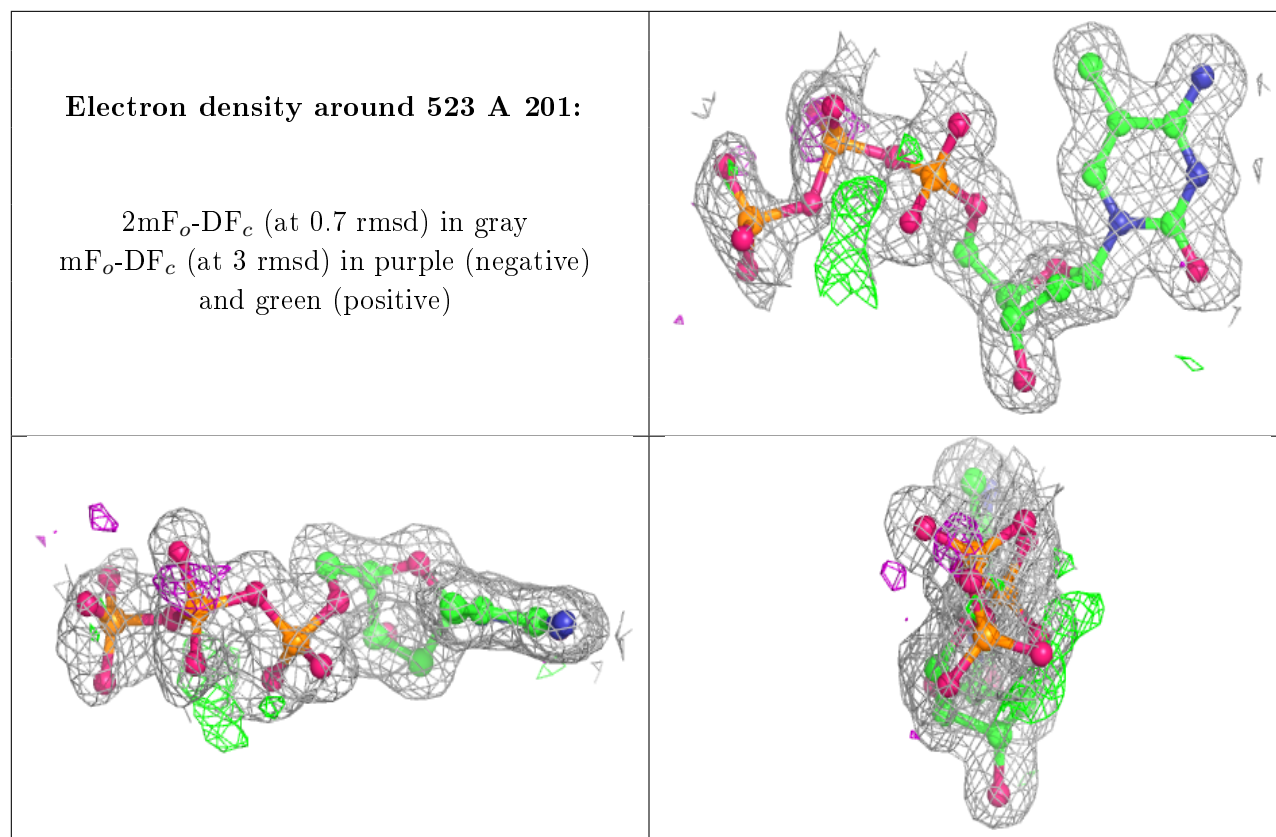 Electron density around 523 A 201:
2mFo-DFc (at 0.7 rmsd) in gray
mFo-DFc (at 3 rmsd) in purple (negative)
and green (positive)